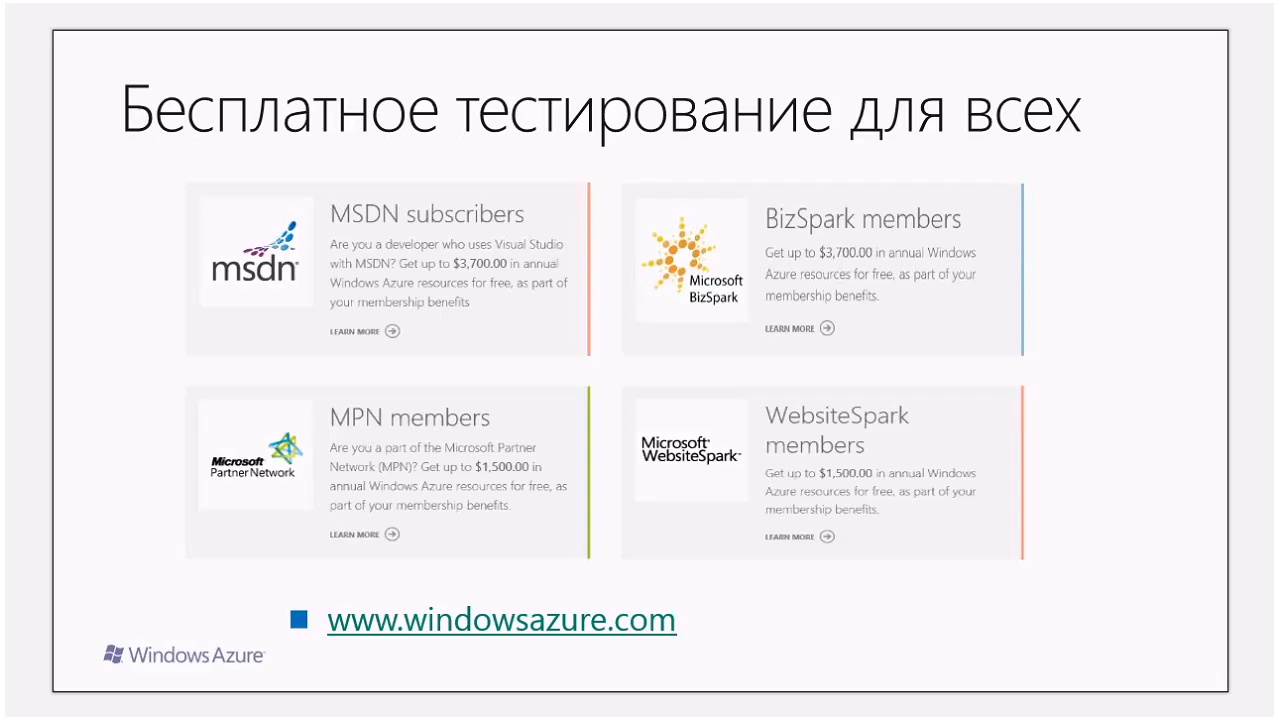 Бесплатное тестирование для всех
msdn
MSDN subscribers
Are you a developer who uses Visual Studio
with MSDN? Get up to $3,700.00 in annual
Windows Azure resources for free, as part of
your membership benefits
LEARN MORE
Microsoft
BizSpark
BizSpark members
Get up to $3,700.00 in annual Windows
Azure resources for free, as part of your
membership benefits.
LEARN MORE
Microsoft
Partner Network
MPN members
Are you a part of the Microsoft Partner
Network (MPN)? Get up to $1,500.00 in
annual Windows Azure resources for free, as
part of your membership benefits.
LEARN MORE
Microsoft
WebsiteSpark
WebsiteSpark
members
Get up to $1,500.00 in annual Windows
Azure resources for free, as part of your
membership benefits.
LEARN MORE
www.windowsazure.com
Windows Azure